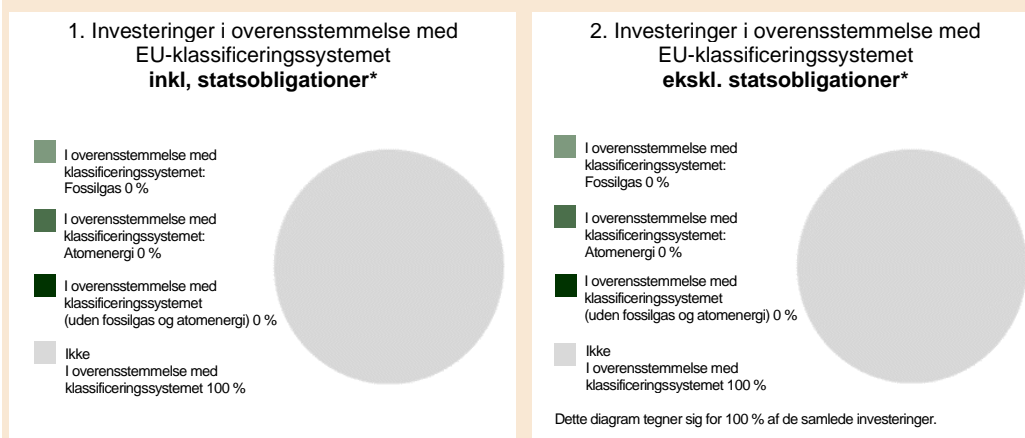 1. Investeringer i overensstemmelse med
EU-klassificeringssystemet
inkl, statsobligationer*
I overensstemmelse med
klassificeringssystemet:
Fossilgas 0 %
I overensstemmelse med
klassificeringssystemet:
Atomenergi 0 %
I overensstemmelse med
klassificeringssystemet
(uden fossilgas og atomenergi) 0 %
Ikke
I overensstemmelse med
klassificeringssystemet 100 %
2. Investeringer i overensstemmelse med
EU-klassificeringssystemet
ekskl. statsobligationer*
I overensstemmelse med
klassificeringssystemet:
Fossilgas 0 %
I overensstemmelse med
klassificeringssystemet:
Atomenergi 0 %
I overensstemmelse med
klassificeringssystemet
(uden fossilgas og atomenergi) 0 %
Ikke
I overensstemmelse med
klassificeringssystemet 100 %
Dette diagram tegner sig for 100 % af de samlede investeringer.